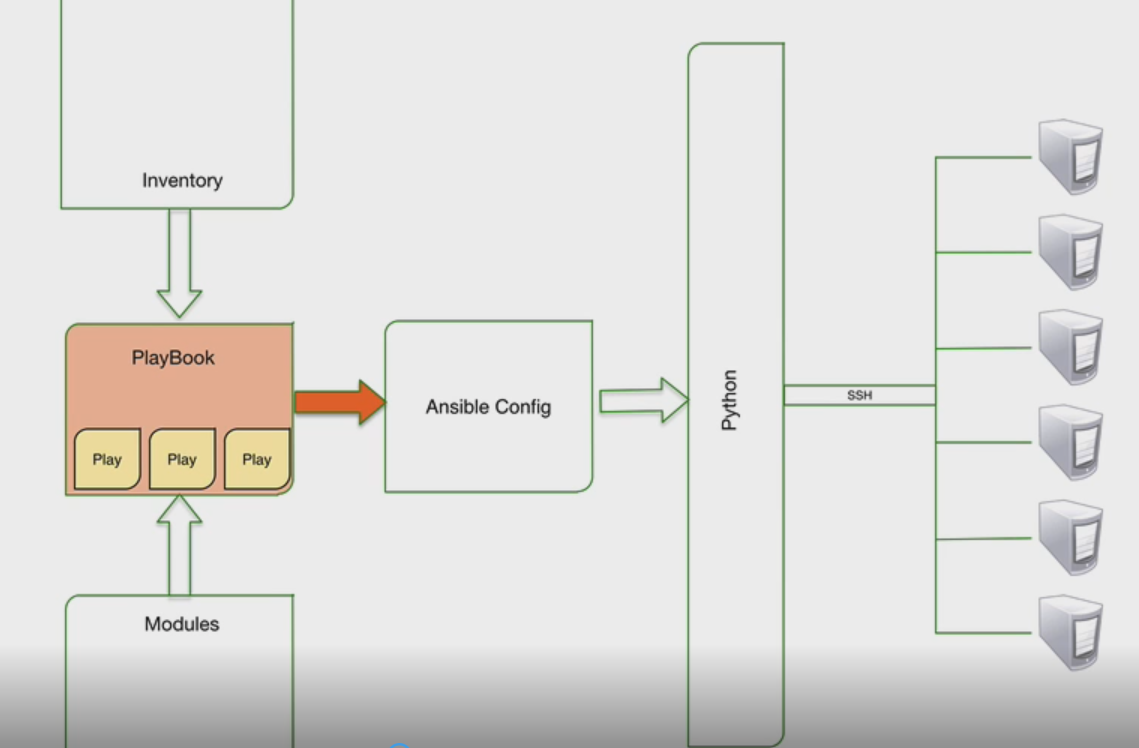 Inventory
PlayBook
Play
Play
Play
Modules
Ansible Config
Python
SSH